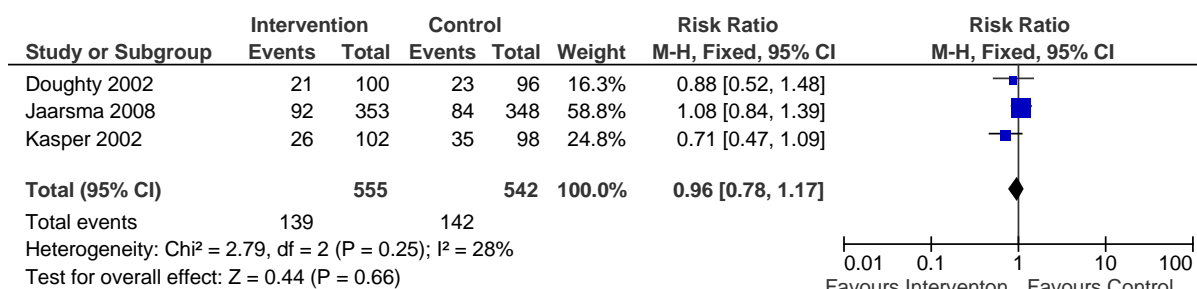 Intervention Control Risk Ratio Risk Ratio
Study or Subgroup Events Total Events Total Weight M-H, Fixed, 95% CI M-H, Fixed, 95% CI
Doughty 2002 21 100 23 96 16.3% 0.88 [0.52, 1.48]
Jaarsma 2008 92 353 84 348 58.8% 1.08 [0.84, 1.39]
Kasper 2002 26 102 35 98 24.8% 0.71 [0.47, 1.09]
Total (95% CI) 555 542 100.0% 0.96 [0.78, 1.17]
Total events 139 142
Heterogeneity: Chi² = 2.79, df = 2 (P = 0.25); I² = 28%
Test for overall effect: Z = 0.44 (P = 0.66)
0.01 0.1 1 10 100
Favours Interventon Favours Control